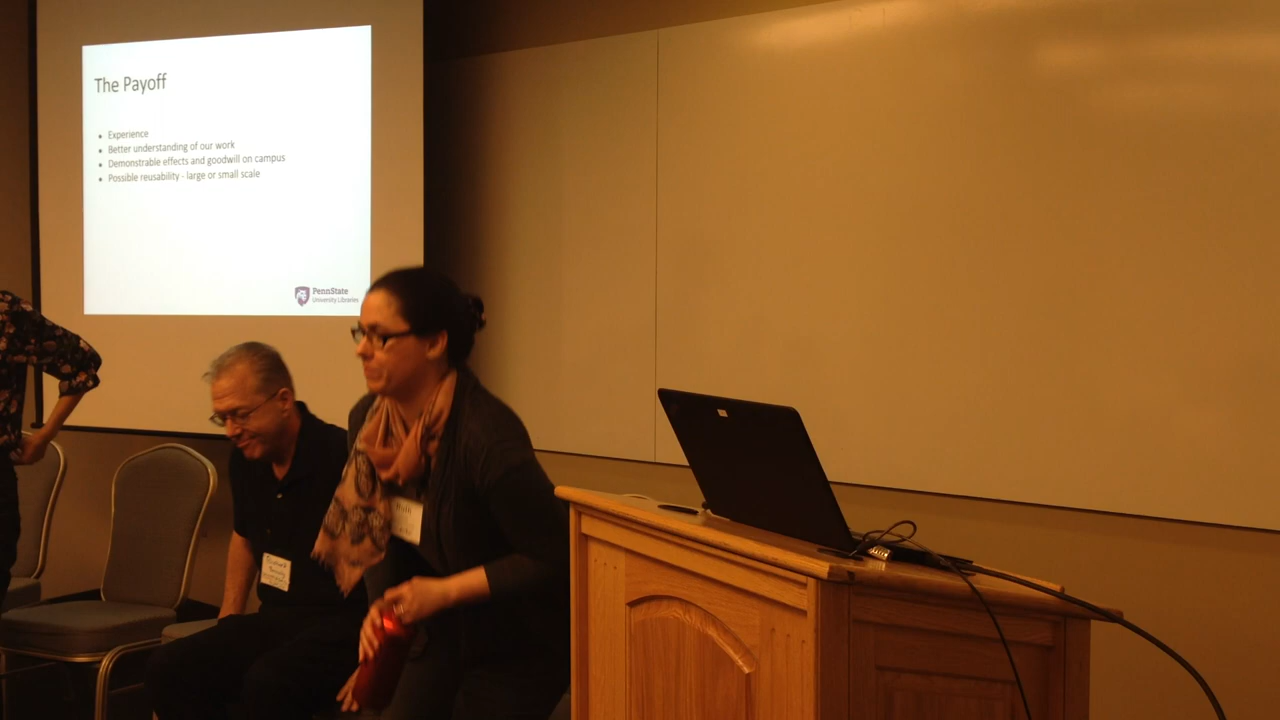 The Payoff
• Experience
• Better understanding of our work
• Demonstrable effects and goodwill on campus
• Possible reusability - large or small scale
PennState
University Libraries